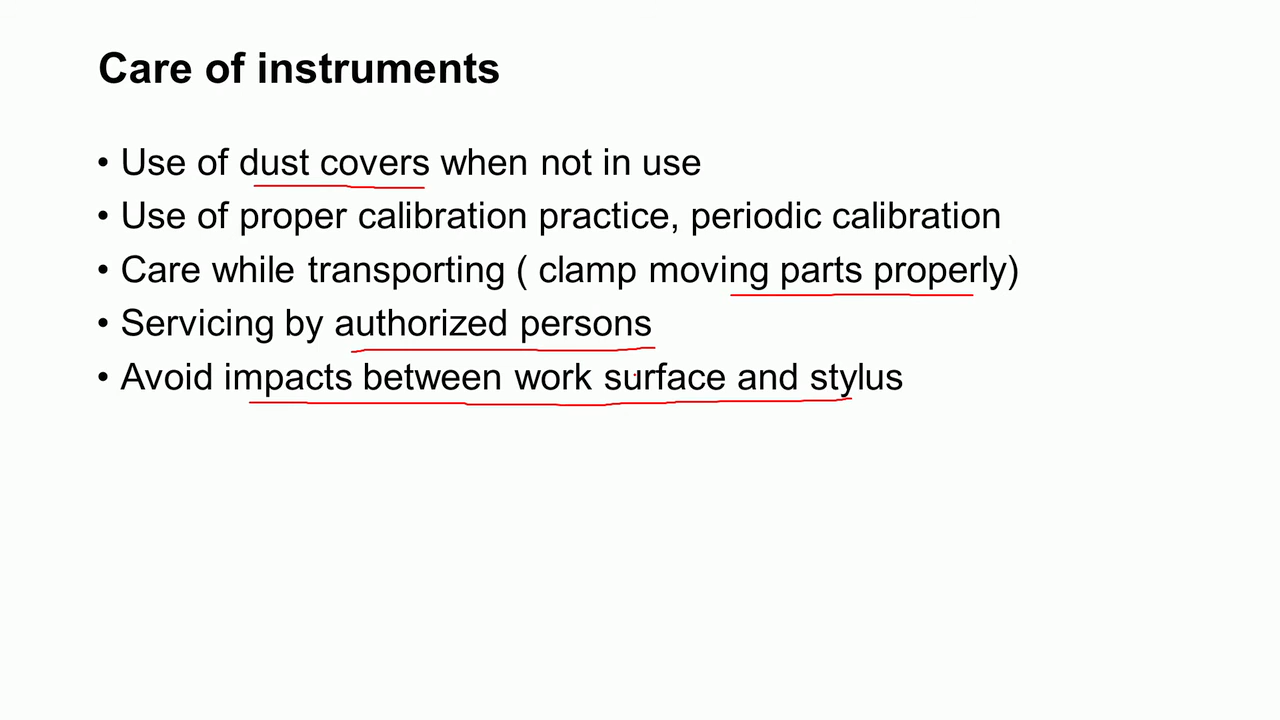 Care of instruments
• Use of dust covers when not in use
• Use of proper calibration practice, periodic calibration
• Care while transporting ( clamp moving parts properly)
• Servicing by authorized persons
• Avoid impacts between work surface and stylus